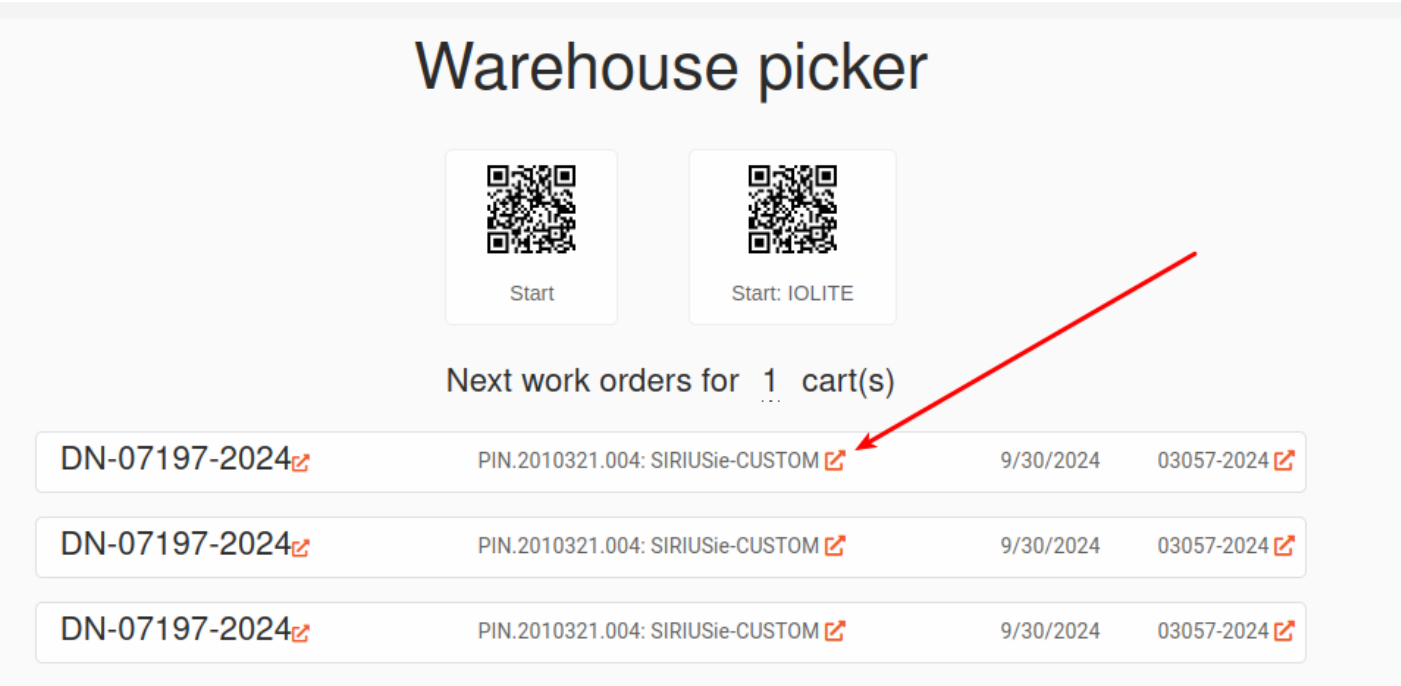 Warehouse picker
Start
Start: IOLITE
Next work orders for 1 cart(s)
DN-07197-2024 PIN.2010321.004: SIRIUSie-CUSTOM 9/30/2024 03057-2024
DN-07197-2024 PIN.2010321.004: SIRIUSie-CUSTOM 9/30/2024 03057-2024
DN-07197-2024 PIN.2010321.004: SIRIUSie-CUSTOM 9/30/2024 03057-2024